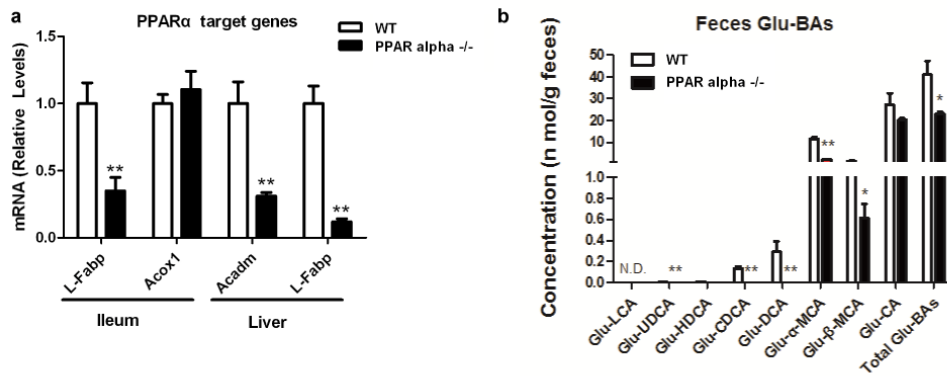 a
PPARα target genes
WT
PPAR alpha -/-
mRNA (Relative Levels)
1.5
1.0
0.5
0.0
**
**
**
L-Fabp
Acox1
Acadm
L-Fabp
Ileum
Liver
b
Feces Glu-BAs
WT
PPAR alpha -/-
Concentration (n mol/g feces)
50
40
30
20
10
1.0
0.8
0.6
0.4
0.2
0.0
N.D.
**
**
**
**
*
*
Glu-LCA
Glu-UDCA
Glu-HDCA
Glu-CDCA
Glu-DCA
Glu-α-MCA
Glu-β-MCA
Glu-CA
Total Glu-BAs